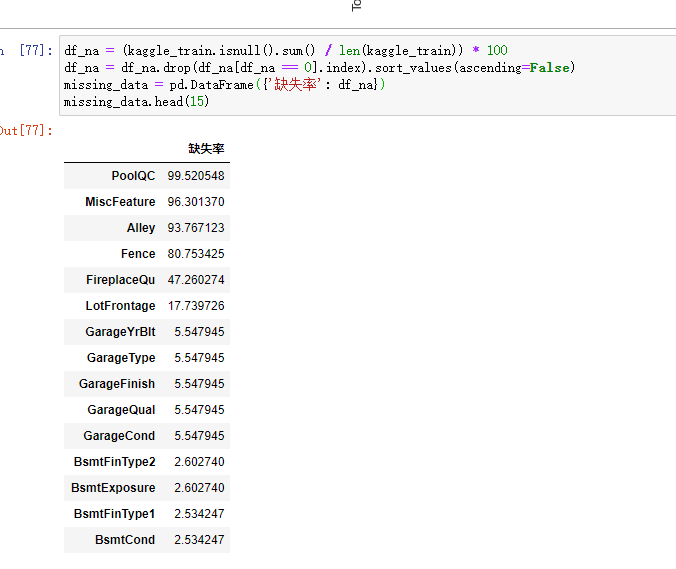 To
n [77]:
df_na = (kaggle_train.isnull().sum() / len(kaggle_train)) * 100
df_na = df_na.drop(df_na[df_na == 0].index).sort_values(ascending=False)
missing_data = pd.DataFrame({'缺失率': df_na})
missing_data.head(15)
Out[77]:
缺失率
PoolQC 99.520548
MiscFeature 96.301370
Alley 93.767123
Fence 80.753425
FireplaceQu 47.260274
LotFrontage 17.739726
GarageYrBlt 5.547945
GarageType 5.547945
GarageFinish 5.547945
GarageQual 5.547945
GarageCond 5.547945
BsmtFinType2 2.602740
BsmtExposure 2.602740
BsmtFinType1 2.534247
BsmtCond 2.534247